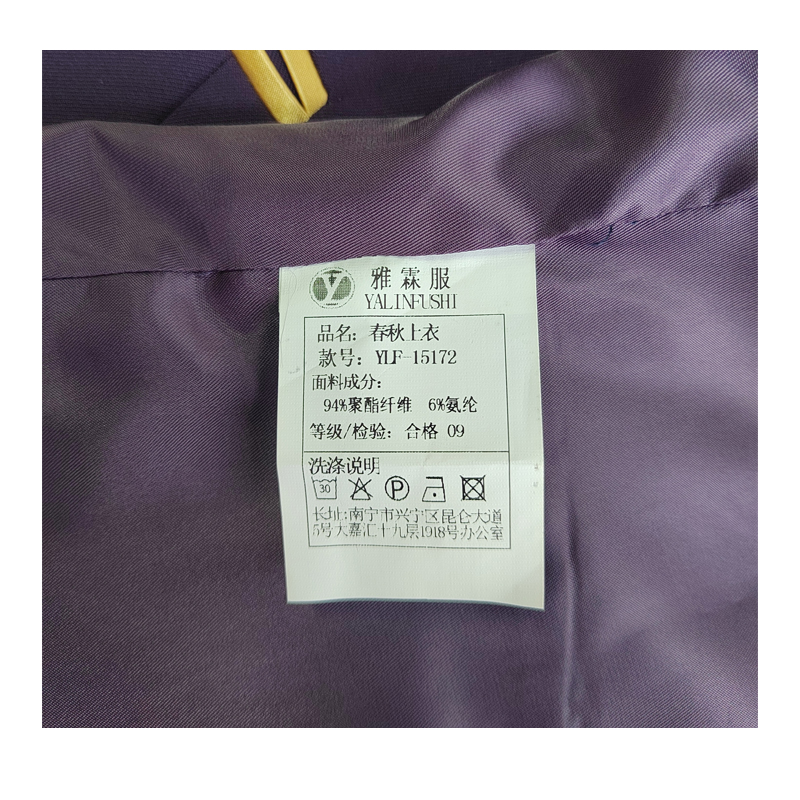 雅霖服
YALINFUSHI
品名：春秋上衣
款号：YLF-15172
面料成分：
94%聚酯纤维 6%氨纶
等级/检验：合格 09
洗涤说明
30 P
长址:南宁市兴宁区昆仑大道
5号大嘉汇十九层1918号办公室